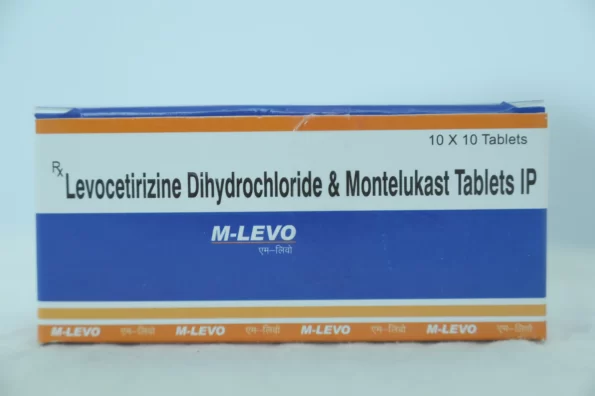 10 X 10 Tablets
Rx Levocetirizine Dihydrochloride & Montelukast Tablets IP
M-LEVO
एम-लिवो
M-LEVO एम-लिवो M-LEVO एम-लिवो M-LEVO एम-लिवो M-LEVO एम-लिवो